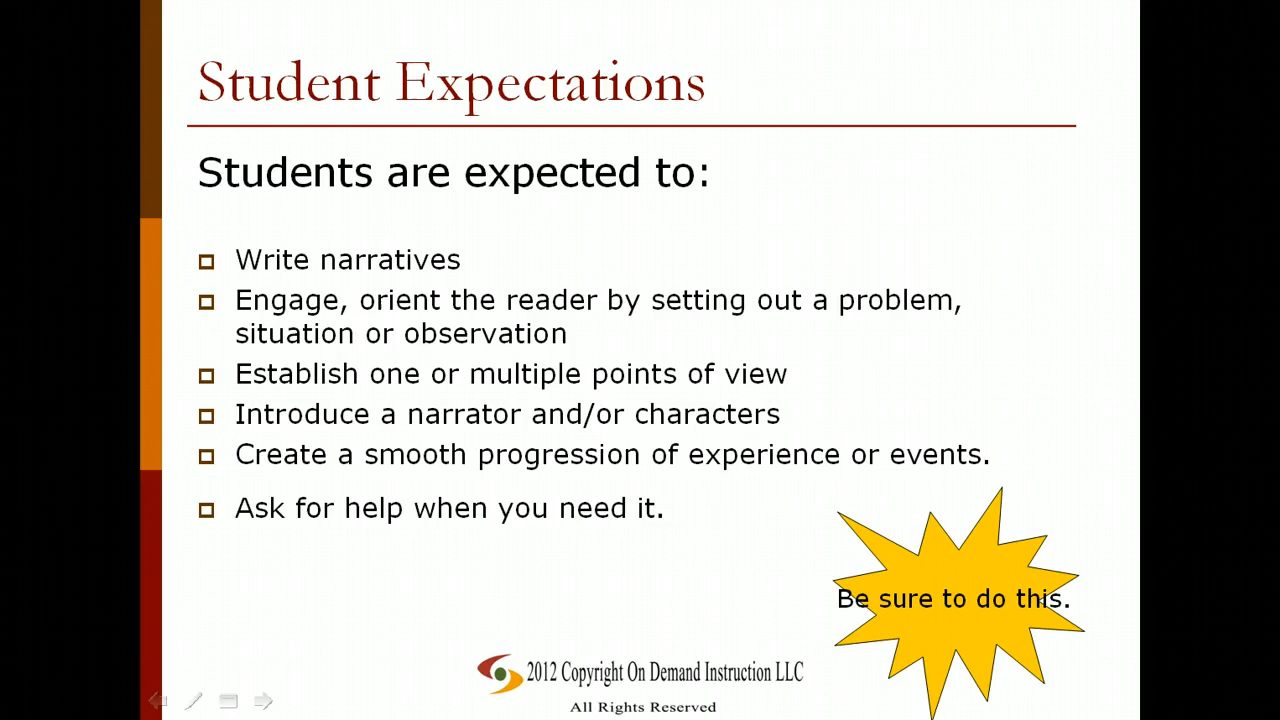 Student Expectations
Students are expected to:
Write narratives
Engage, orient the reader by setting out a problem,
situation or observation
Establish one or multiple points of view
Introduce a narrator and/or characters
Create a smooth progression of experience or events.
Ask for help when you need it.
Be sure to do this.
2012 Copyright On Demand Instruction LLC
All Rights Reserved